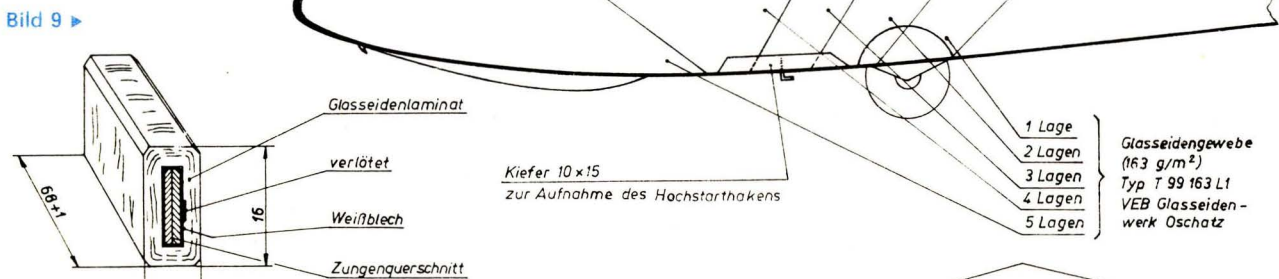 Bild 9 ▶
Glasseidenlaminat
verlötet
Weißblech
Zungenquerschnitt
68+1
16
Kiefer 10×15
zur Aufnahme des Hochstarthakens
1 Lage
2 Lagen
3 Lagen
4 Lagen
5 Lagen
Glasseidengewebe
(163 g/m²)
Typ T 99 163 L1
VEB Glasseiden-
werk Oschatz